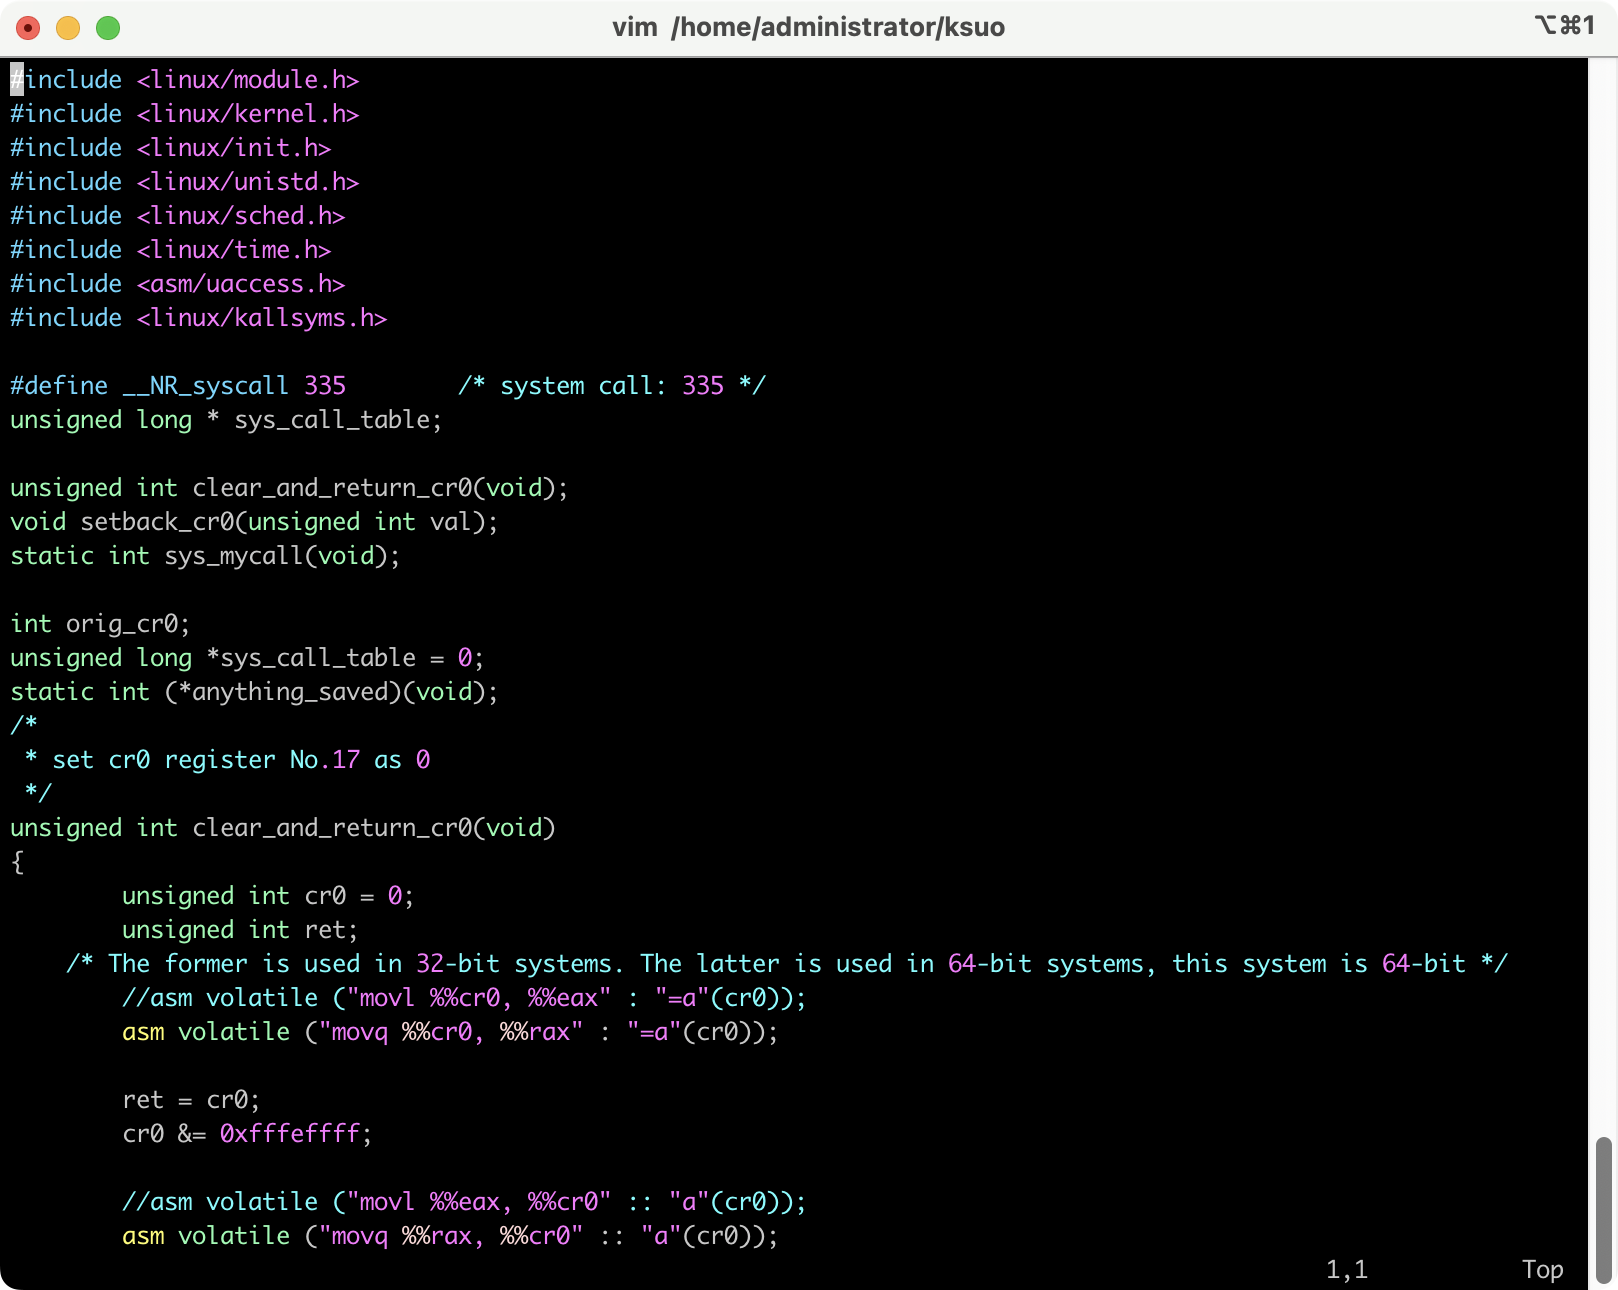 vim /home/administrator/ksuo
⌥⌘1
#include <linux/module.h>
#include <linux/kernel.h>
#include <linux/init.h>
#include <linux/unistd.h>
#include <linux/sched.h>
#include <linux/time.h>
#include <asm/uaccess.h>
#include <linux/kallsyms.h>
#define __NR_syscall 335        /* system call: 335 */
unsigned long * sys_call_table;
unsigned int clear_and_return_cr0(void);
void setback_cr0(unsigned int val);
static int sys_mycall(void);
int orig_cr0;
unsigned long *sys_call_table = 0;
static int (*anything_saved)(void);
/*
 * set cr0 register No.17 as 0
 */
unsigned int clear_and_return_cr0(void)
{
        unsigned int cr0 = 0;
        unsigned int ret;
    /* The former is used in 32-bit systems. The latter is used in 64-bit systems, this system is 64-bit */
        //asm volatile ("movl %%cr0, %%eax" : "=a"(cr0));
        asm volatile ("movq %%cr0, %%rax" : "=a"(cr0));
        ret = cr0;
        cr0 &= 0xfffeffff;
        //asm volatile ("movl %%eax, %%cr0" :: "a"(cr0));
        asm volatile ("movq %%rax, %%cr0" :: "a"(cr0));
1,1           Top